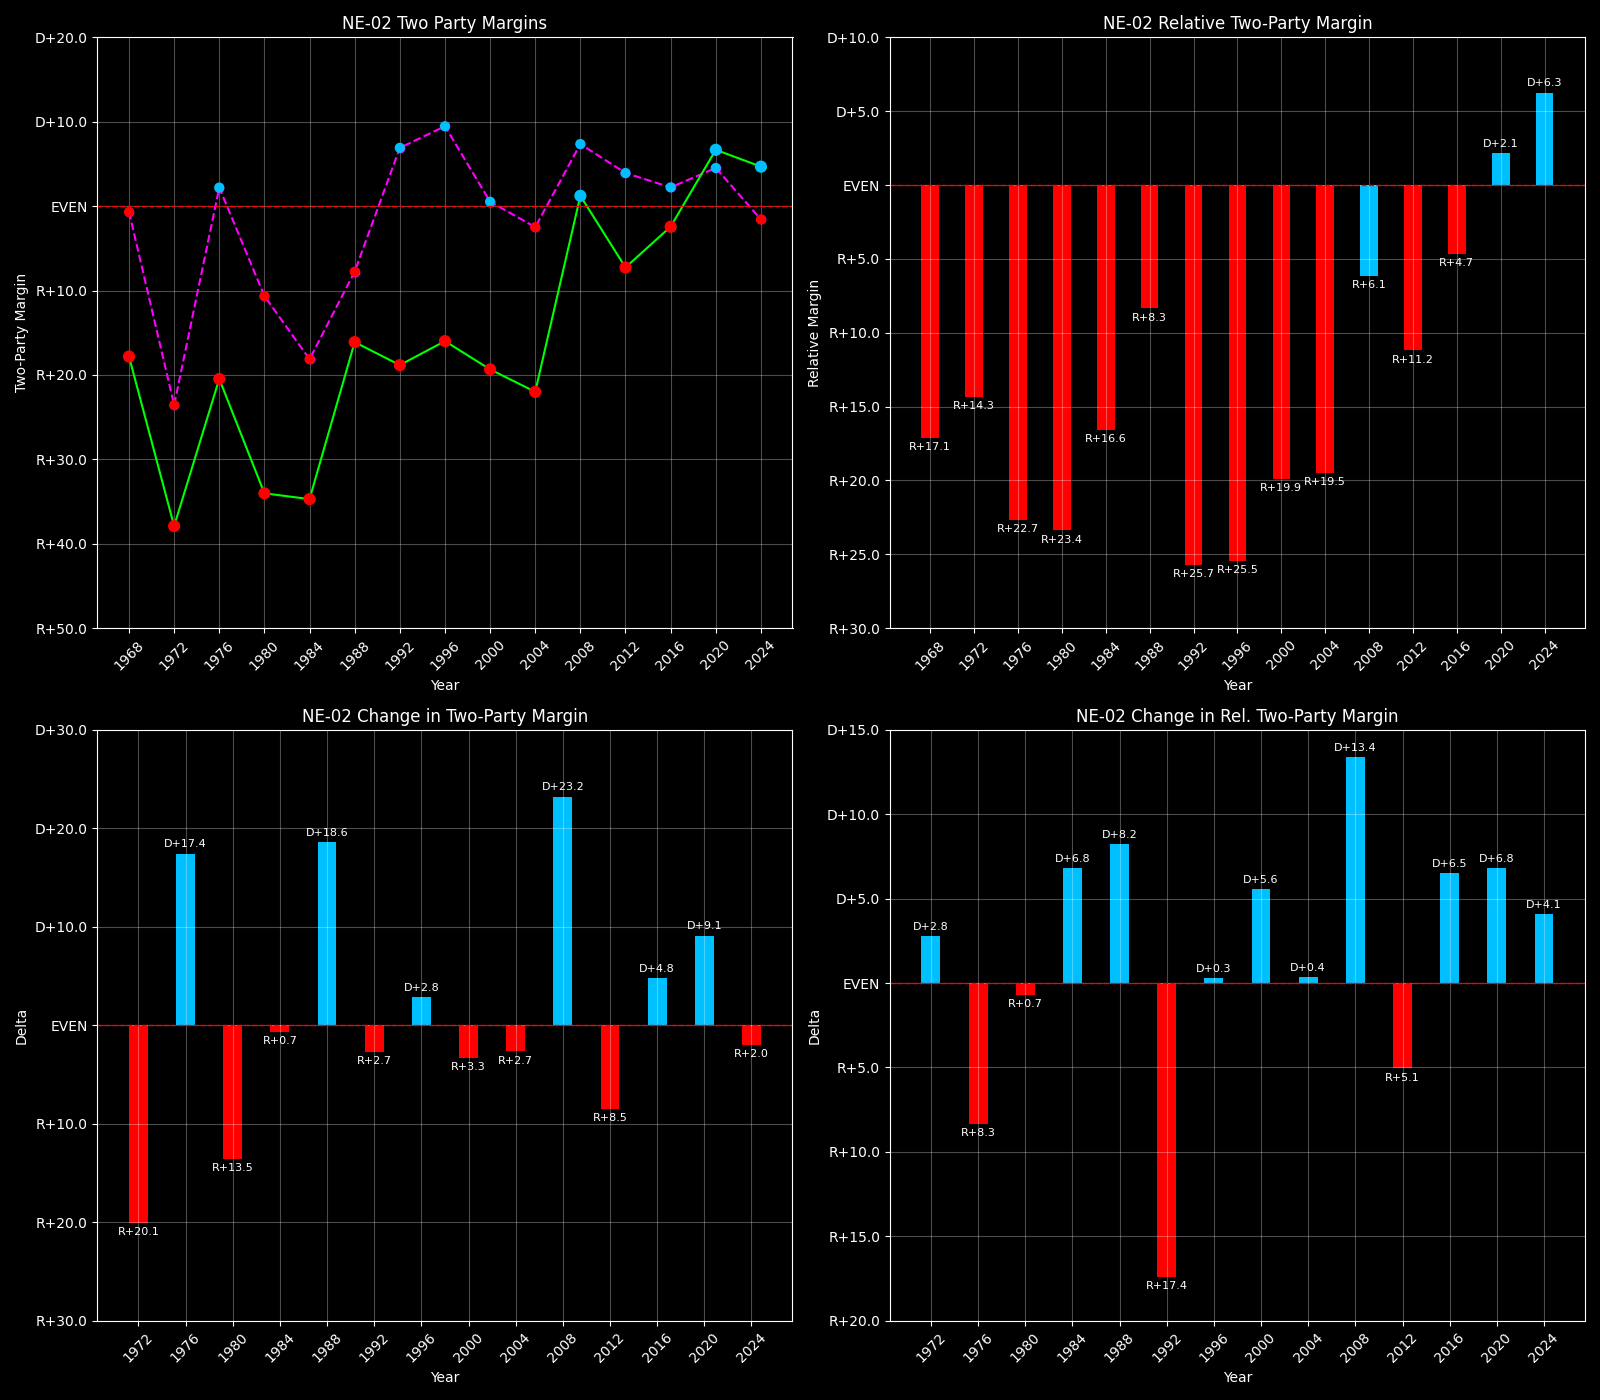 NE-02 Two Party Margins
D+20.0
D+10.0
EVEN
R+10.0
R+20.0
R+30.0
R+40.0
R+50.0
Two-Party Margin
1968
1972
1976
1980
1984
1988
1992
1996
2000
2004
2008
2012
2016
2020
2024
Year
NE-02 Relative Two-Party Margin
D+10.0
D+5.0
EVEN
R+5.0
R+10.0
R+15.0
R+20.0
R+25.0
R+30.0
Relative Margin
R+17.1
R+14.3
R+22.7
R+23.4
R+16.6
R+8.3
R+25.7
R+25.5
R+19.9
R+19.5
R+6.1
R+11.2
R+4.7
D+2.1
D+6.3
1968
1972
1976
1980
1984
1988
1992
1996
2000
2004
2008
2012
2016
2020
2024
Year
NE-02 Change in Two-Party Margin
D+30.0
D+20.0
D+10.0
EVEN
R+10.0
R+20.0
R+30.0
Delta
R+20.1
D+17.4
R+13.5
R+0.7
D+18.6
R+2.7
D+2.8
R+3.3
R+2.7
D+23.2
R+8.5
D+4.8
D+9.1
R+2.0
1972
1976
1980
1984
1988
1992
1996
2000
2004
2008
2012
2016
2020
2024
Year
NE-02 Change in Rel. Two-Party Margin
D+15.0
D+10.0
D+5.0
EVEN
R+5.0
R+10.0
R+15.0
R+20.0
Delta
D+2.8
R+8.3
R+0.7
D+6.8
D+8.2
R+17.4
D+0.3
D+5.6
D+0.4
D+13.4
R+5.1
D+6.5
D+6.8
D+4.1
1972
1976
1980
1984
1988
1992
1996
2000
2004
2008
2012
2016
2020
2024
Year